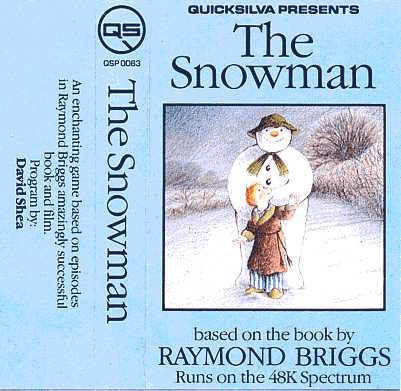 QS
QSP 0063
The Snowman
An enchanting game based on episodes
in Raymond Briggs amazingly successful
book and film.
Program by:
David Shea
QUICKSILVA PRESENTS
The
Snowman
based on the book by
RAYMOND BRIGGS
Runs on the 48K Spectrum